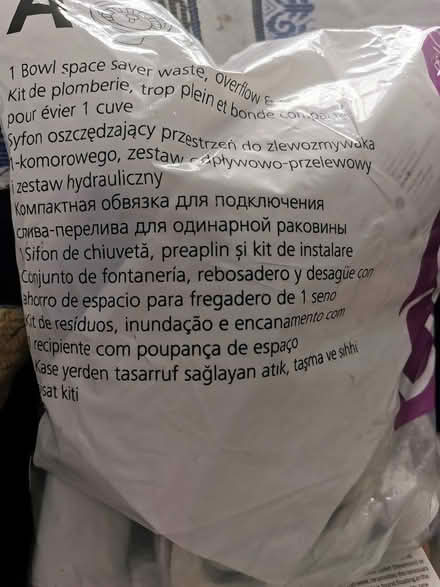 A
1 Bowl space saver waste, overflow &
Kit de plomberie, trop plein et bonde
pour évier 1 cuve
Syfon oszczędzający przestrzeń do zlewozmywaka
1-komorowego, zestaw odpływowo-przelewowy
i zestaw hydrauliczny
Компактная обвязка для подключения
слива-перелива для одинарной раковины
1 Sifon de chiuvetă, preaplin și kit de instalare
Conjunto de fontanería, rebosadero y desagüe con
ahorro de espacio para fregadero de 1 seno
Kit de resíduos, inundação e encanamento com
1 recipiente com poupança de espaço
Kase yerden tasarruf sağlayan atık, taşma ve sıhhi